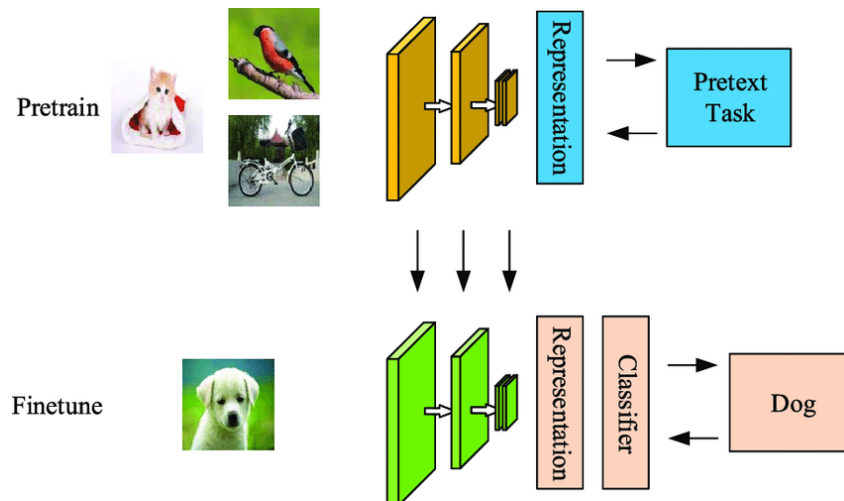 Pretrain
Representation
Pretext
Task
Finetune
Representation
Classifier
Dog